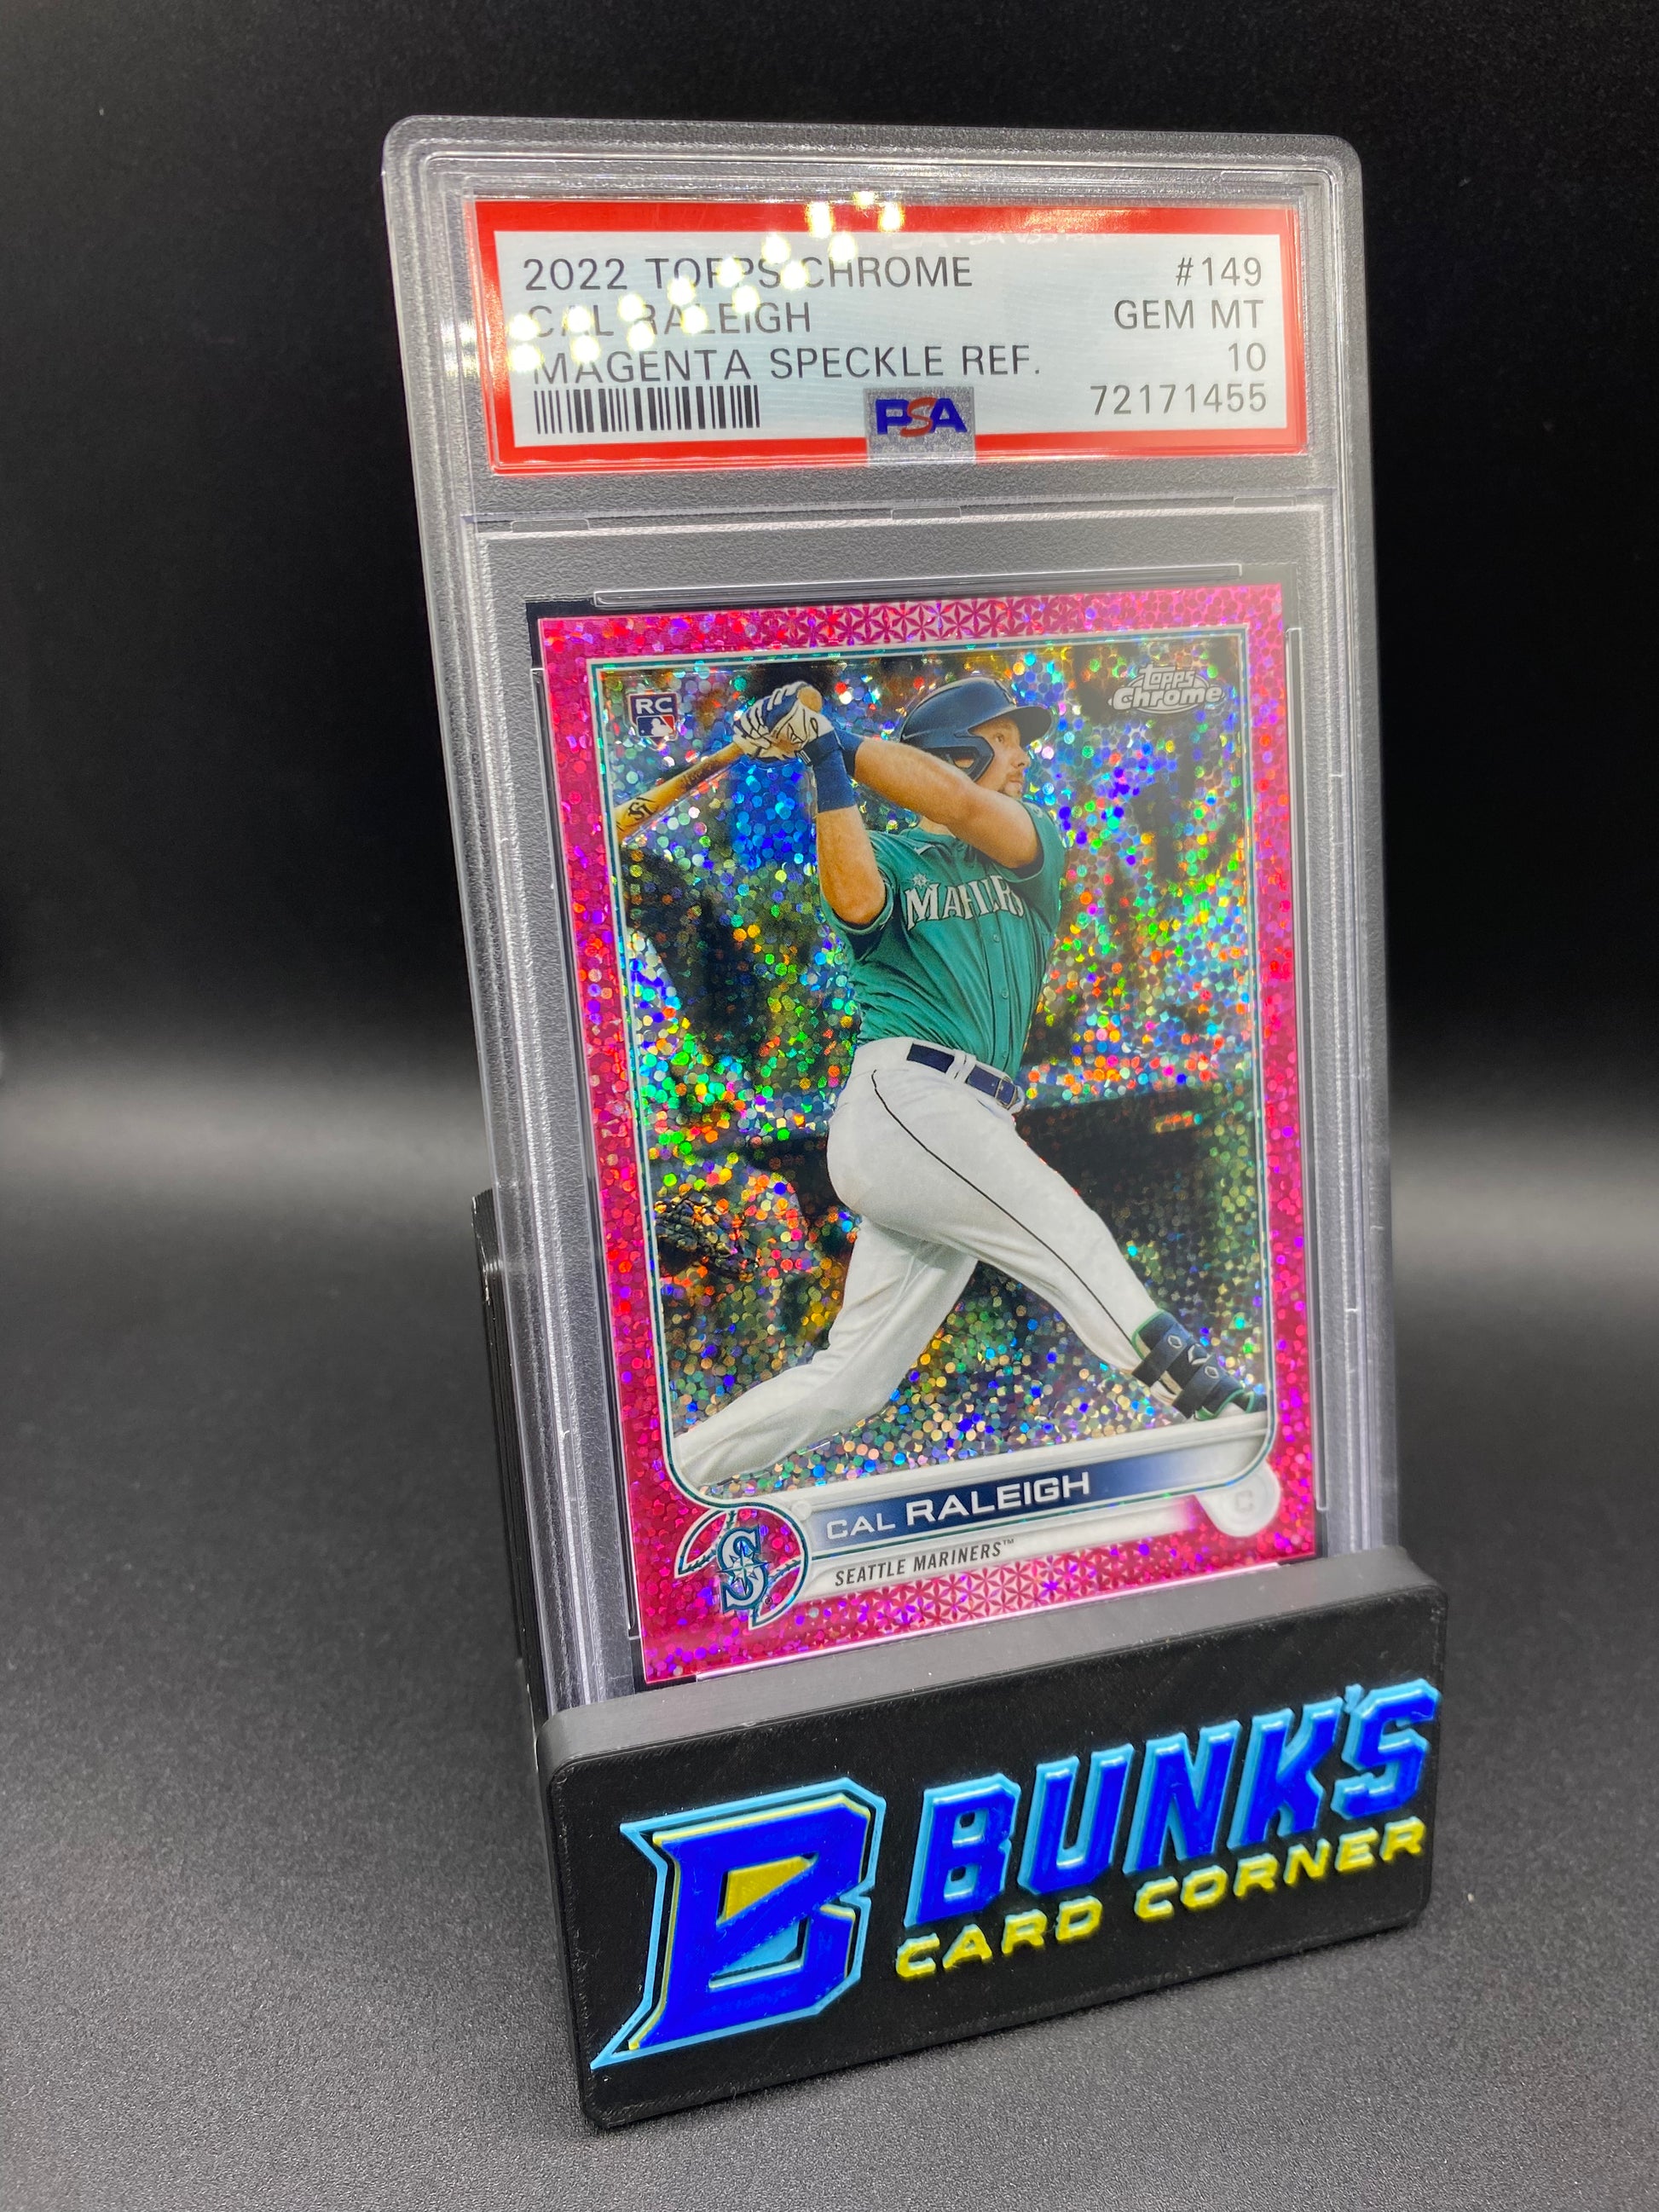 2022 TOPPS CHROME #149
CAL RALEIGH GEM MT
MAGENTA SPECKLE REF. 10
PSA 72171455
RC
Topps
Chrome
MARINERS
CAL RALEIGH
C
S
SEATTLE MARINERS™
B BUNK'S
CARD CORNER